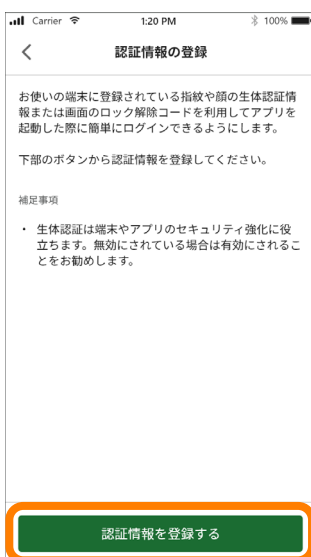 Carrier 1:20 PM 100%
認証情報の登録
お使いの端末に登録されている指紋や顔の生体認証情
報または画面のロック解除コードを利用してアプリを
起動した際に簡単にログインできるようにします。
下部のボタンから認証情報を登録してください。
補足事項
・ 生体認証は端末やアプリのセキュリティ強化に役
立ちます。無効にされている場合は有効にされるこ
とをお勧めします。
認証情報を登録する